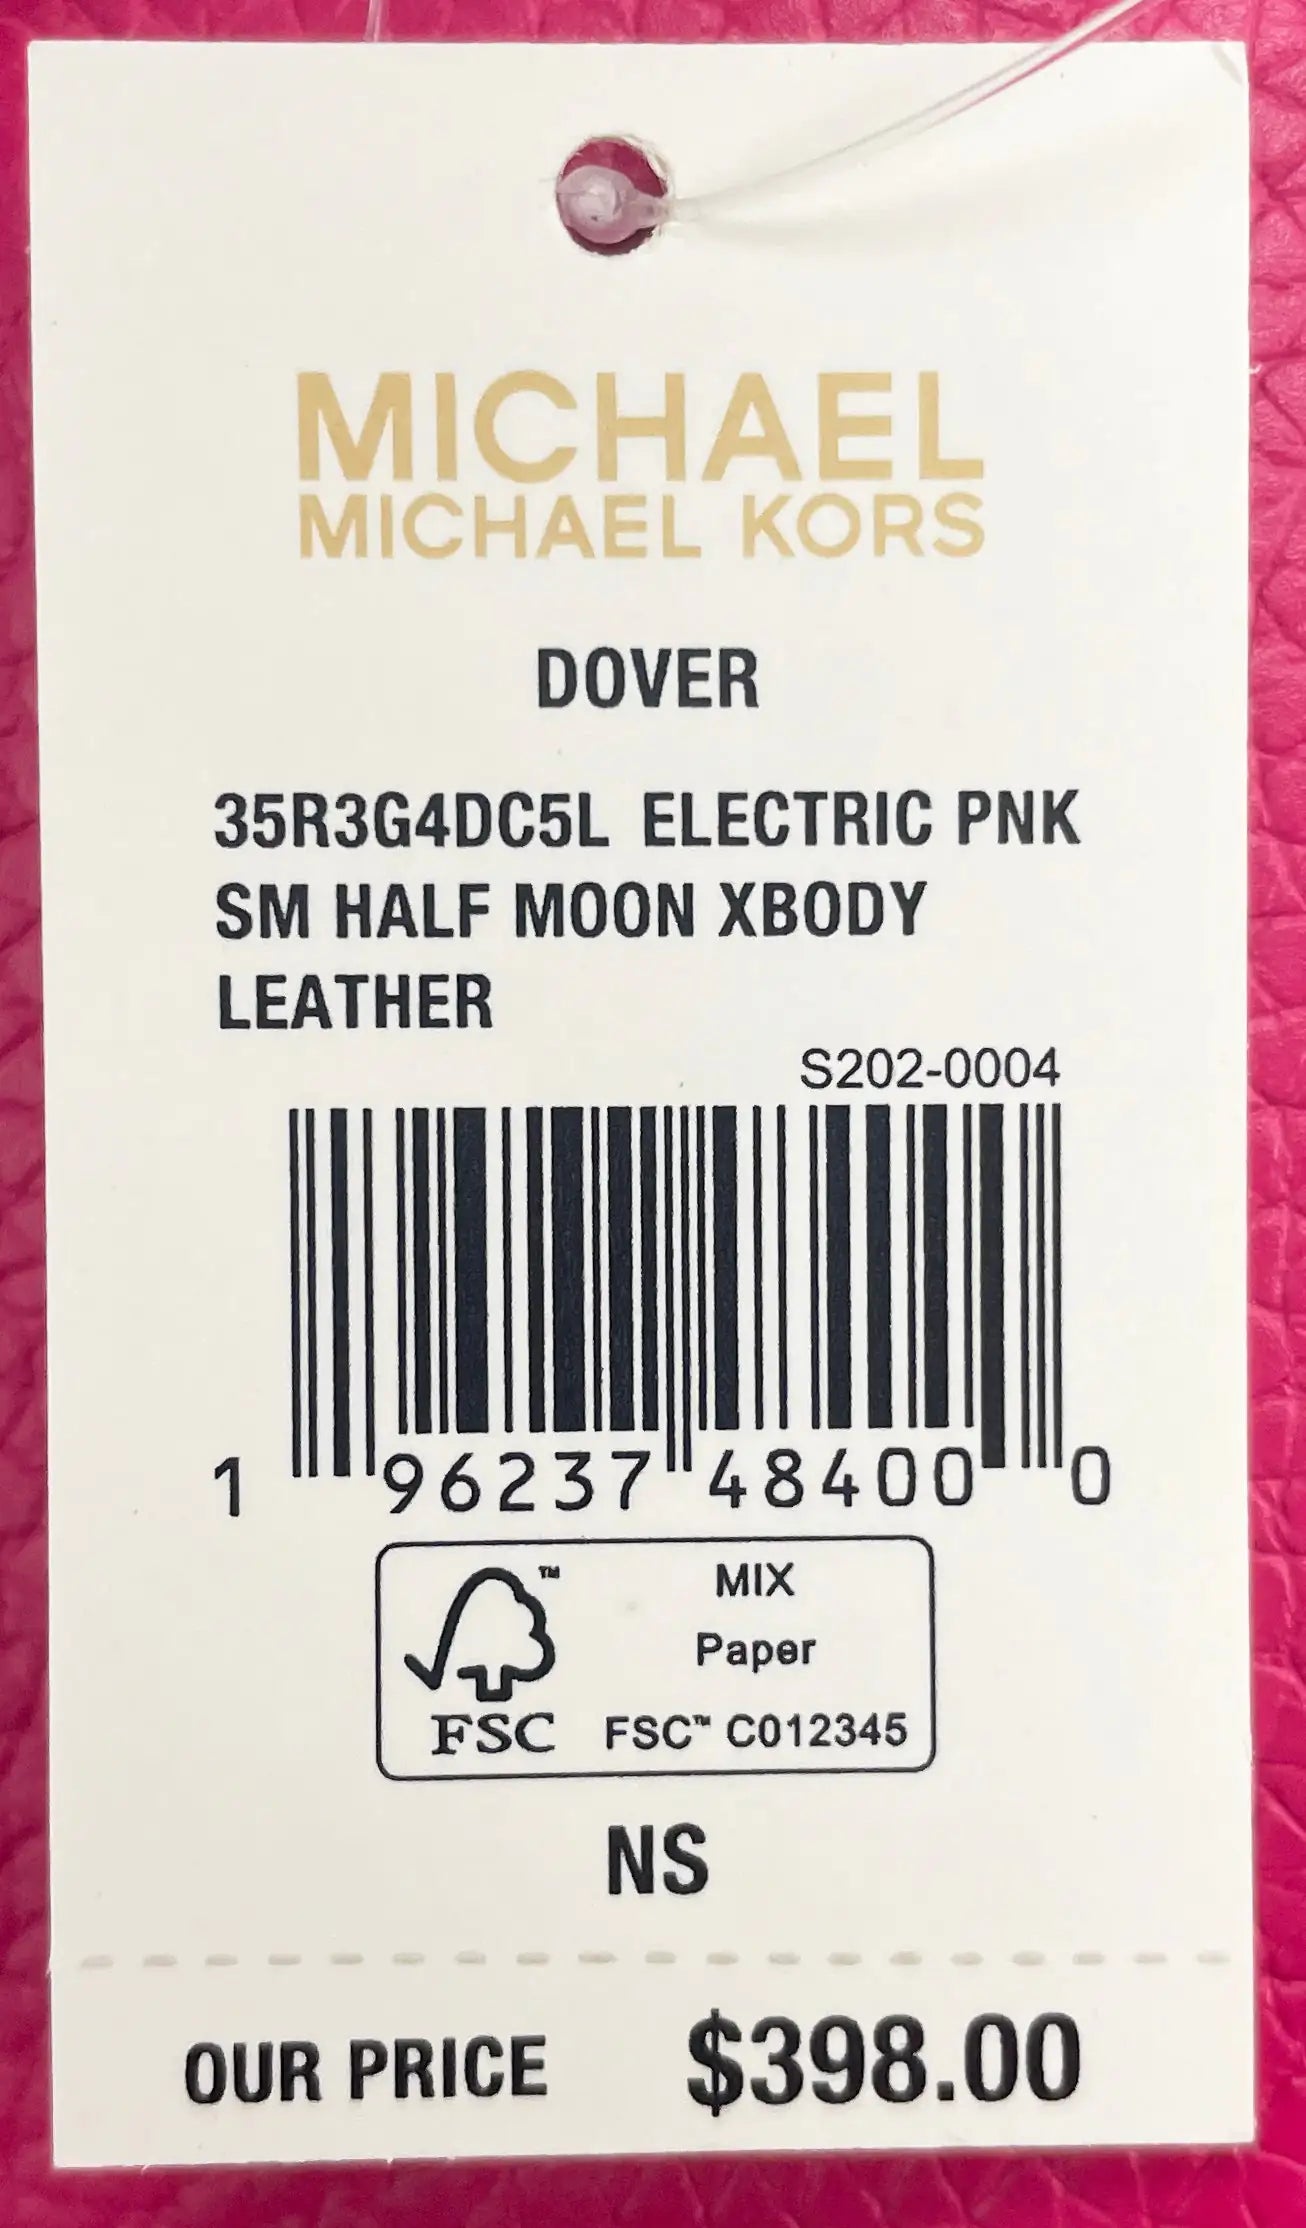 MICHAEL
MICHAEL KORS
DOVER
35R3G4DC5L ELECTRIC PNK
SM HALF MOON XBODY
LEATHER
S202-0004
1 96237 48400 0
™
MIX
Paper
FSC
FSC™ C012345
NS
OUR PRICE $398.00